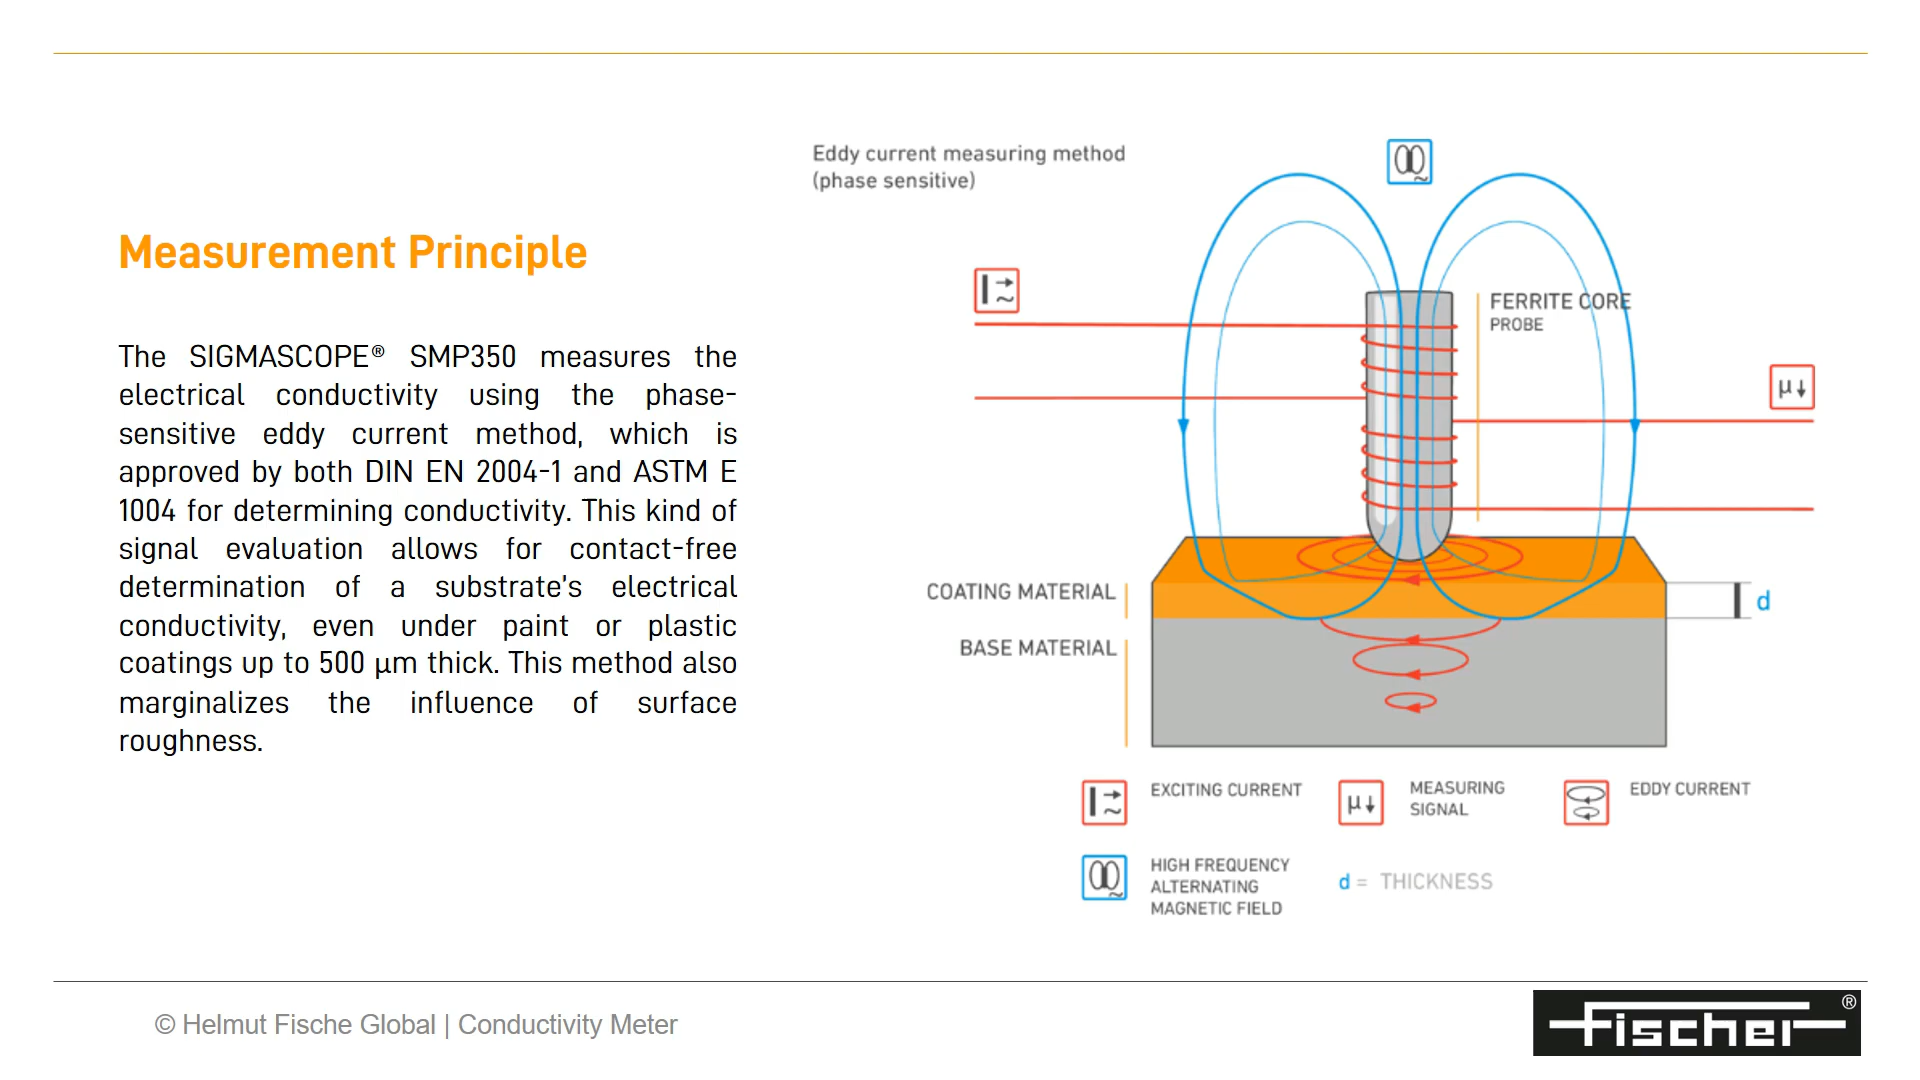 Eddy current measuring method
(phase sensitive)
Measurement Principle
The SIGMASCOPE® SMP350 measures the
electrical conductivity using the phase-
sensitive eddy current method, which is
approved by both DIN EN 2004-1 and ASTM E
1004 for determining conductivity. This kind of
signal evaluation allows for contact-free
determination of a substrate's electrical
conductivity, even under paint or plastic
coatings up to 500 µm thick. This method also
marginalizes the influence of surface
roughness.
FERRITE CORE
PROBE
µ
COATING MATERIAL
d
BASE MATERIAL
EXCITING CURRENT
µ
MEASURING
SIGNAL
EDDY CURRENT
HIGH FREQUENCY
ALTERNATING
MAGNETIC FIELD
d = THICKNESS
© Helmut Fische Global | Conductivity Meter
fischer®